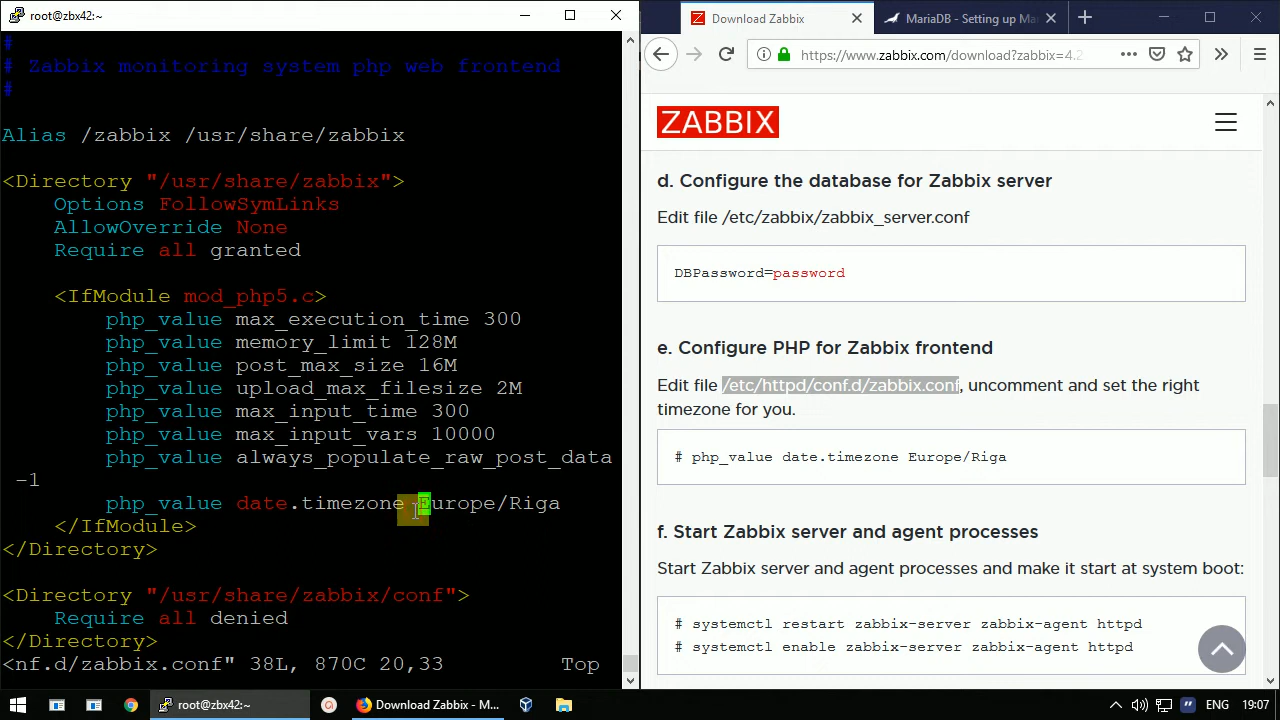 root@zbx42:~
#
# Zabbix monitoring system php web frontend
#
Alias /zabbix /usr/share/zabbix
<Directory "/usr/share/zabbix">
Options FollowSymLinks
AllowOverride None
Require all granted
<IfModule mod_php5.c>
php_value max_execution_time 300
php_value memory_limit 128M
php_value post_max_size 16M
php_value upload_max_filesize 2M
php_value max_input_time 300
php_value max_input_vars 10000
php_value always_populate_raw_post_data
-1
php_value date.timezone Europe/Riga
</IfModule>
</Directory>
<Directory "/usr/share/zabbix/conf">
Require all denied
</Directory>
<nf.d/zabbix.conf" 38L, 870C 20,33 Top
Download Zabbix
MariaDB - Setting up Ma
https://www.zabbix.com/download?zabbix=4.2
ZABBIX
d. Configure the database for Zabbix server
Edit file /etc/zabbix/zabbix_server.conf
DBPassword=password
e. Configure PHP for Zabbix frontend
Edit file /etc/httpd/conf.d/zabbix.conf, uncomment and set the right
timezone for you.
# php_value date.timezone Europe/Riga
f. Start Zabbix server and agent processes
Start Zabbix server and agent processes and make it start at system boot:
# systemctl restart zabbix-server zabbix-agent httpd
# systemctl enable zabbix-server zabbix-agent httpd
root@zbx42:~
Download Zabbix - M...
ENG
19:07